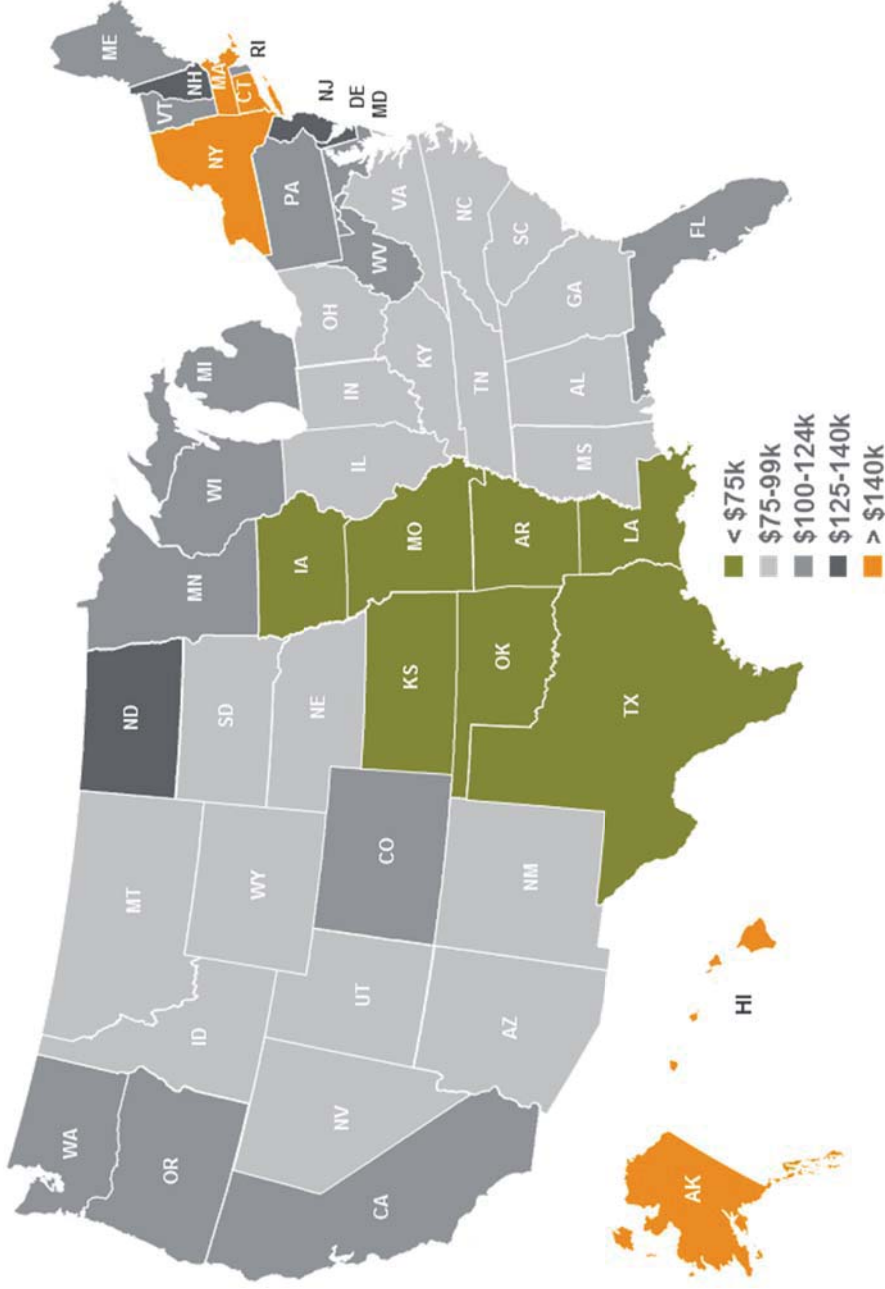 WA
OR
CA
NV
ID
MT
WY
UT
AZ
CO
NM
ND
SD
NE
KS
OK
TX
MN
IA
MO
AR
LA
WI
IL
MI
IN
OH
KY
TN
MS
AL
GA
FL
SC
NC
VA
WV
PA
NY
VT
NH
ME
MA
CT
RI
NJ
DE
MD
AK
HI
< $75k
$75-99k
$100-124k
$125-140k
> $140k